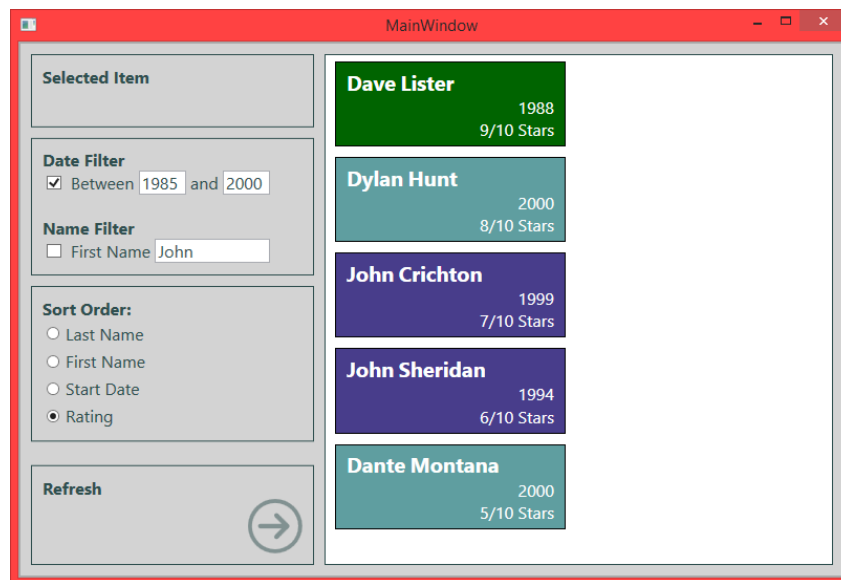 MainWindow
Selected Item
Date Filter
Between 1985 and 2000
Name Filter
First Name John
Sort Order:
Last Name
First Name
Start Date
Rating
Refresh
Dave Lister
1988
9/10 Stars
Dylan Hunt
2000
8/10 Stars
John Crichton
1999
7/10 Stars
John Sheridan
1994
6/10 Stars
Dante Montana
2000
5/10 Stars